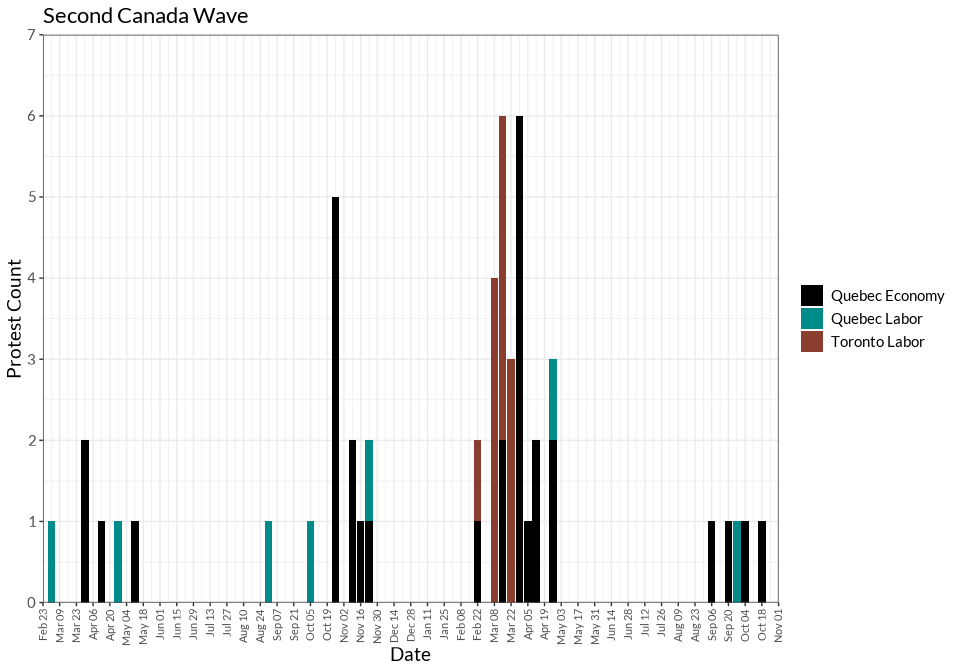 Second Canada Wave
7
6
5
4
3
2
1
0
Protest Count
Feb 23
Mar 09
Mar 23
Apr 06
Apr 20
May 04
May 18
Jun 01
Jun 15
Jun 29
Jul 13
Jul 27
Aug 10
Aug 24
Sep 07
Sep 21
Oct 05
Oct 19
Nov 02
Nov 16
Nov 30
Dec 14
Dec 28
Jan 11
Jan 25
Feb 08
Feb 22
Mar 08
Mar 22
Apr 05
Apr 19
May 03
May 17
May 31
Jun 14
Jun 28
Jul 12
Jul 26
Aug 09
Aug 23
Sep 06
Sep 20
Oct 04
Oct 18
Nov 01
Date
Quebec Economy
Quebec Labor
Toronto Labor